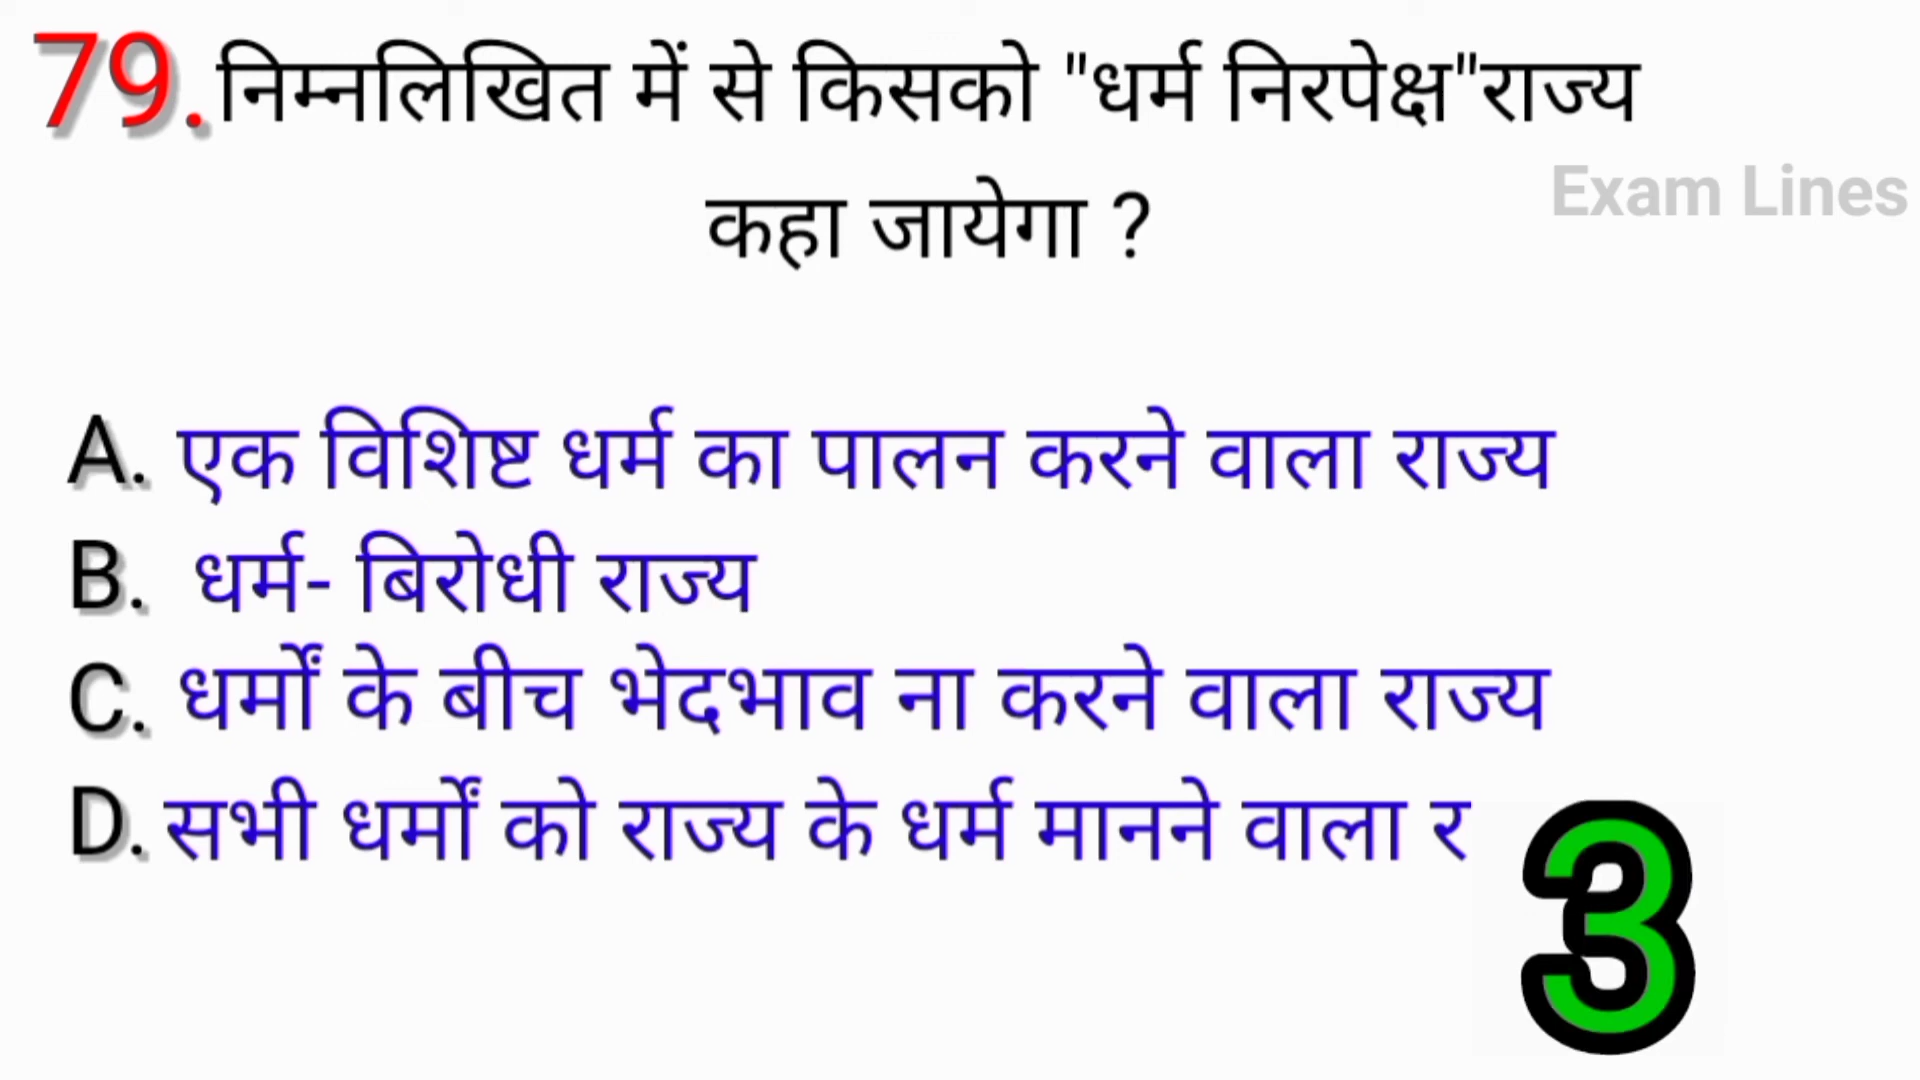 79.निम्नलिखित में से किसको "धर्म निरपेक्ष"राज्य
कहा जायेगा ?
Exam Lines
A. एक विशिष्ट धर्म का पालन करने वाला राज्य
B. धर्म- बिरोधी राज्य
C. धर्मों के बीच भेदभाव ना करने वाला राज्य
D. सभी धर्मों को राज्य के धर्म मानने वाला र
3